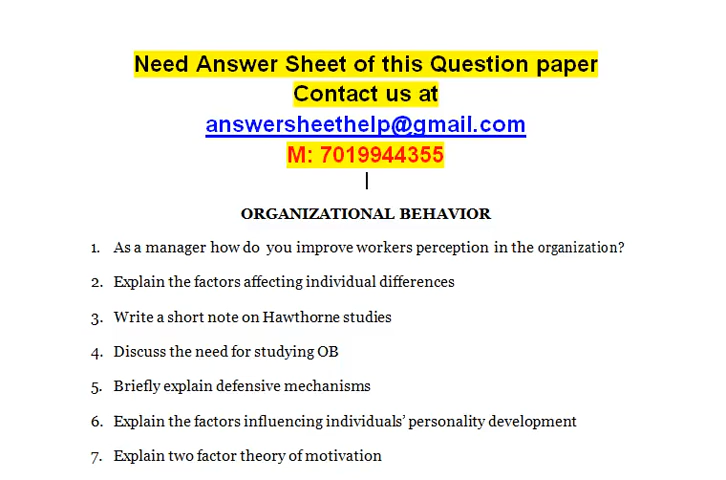 Need Answer Sheet of this Question paper
Contact us at
answersheethelp@gmail.com
M: 7019944355
ORGANIZATIONAL BEHAVIOR
1. As a manager how do you improve workers perception in the organization?
2. Explain the factors affecting individual differences
3. Write a short note on Hawthorne studies
4. Discuss the need for studying OB
5. Briefly explain defensive mechanisms
6. Explain the factors influencing individuals’ personality development
7. Explain two factor theory of motivation